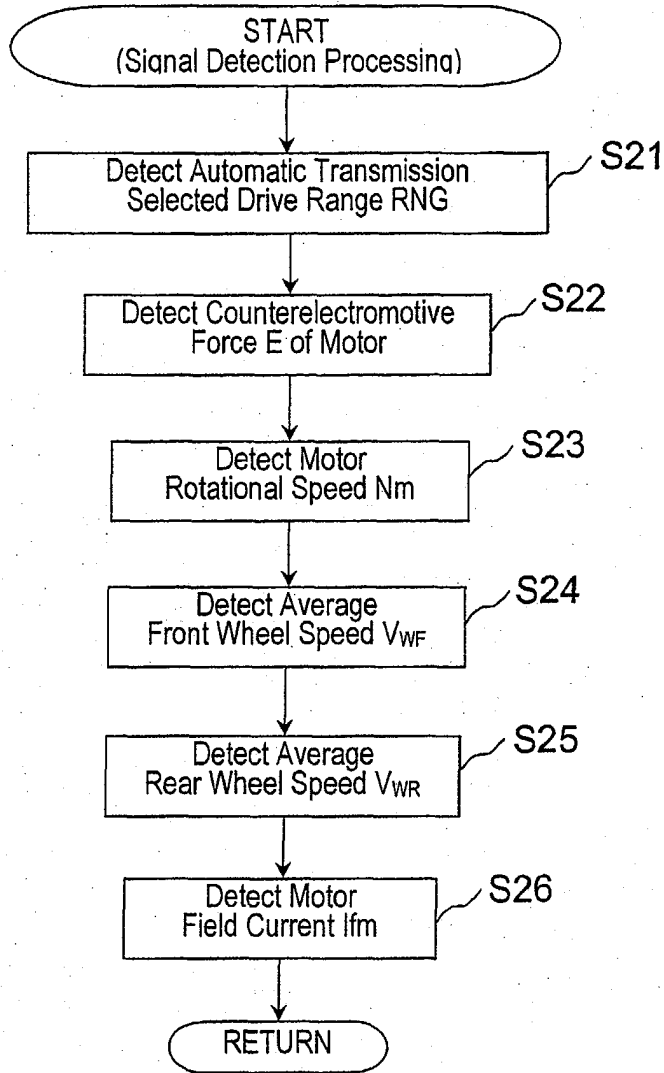 START
(Signal Detection Processing)
Detect Automatic Transmission
Selected Drive Range RNG
S21
Detect Counterelectromotive
Force E of Motor
S22
Detect Motor
Rotational Speed Nm
S23
Detect Average
Front Wheel Speed VWF
S24
Detect Average
Rear Wheel Speed VWR
S25
Detect Motor
Field Current Ifm
S26
RETURN